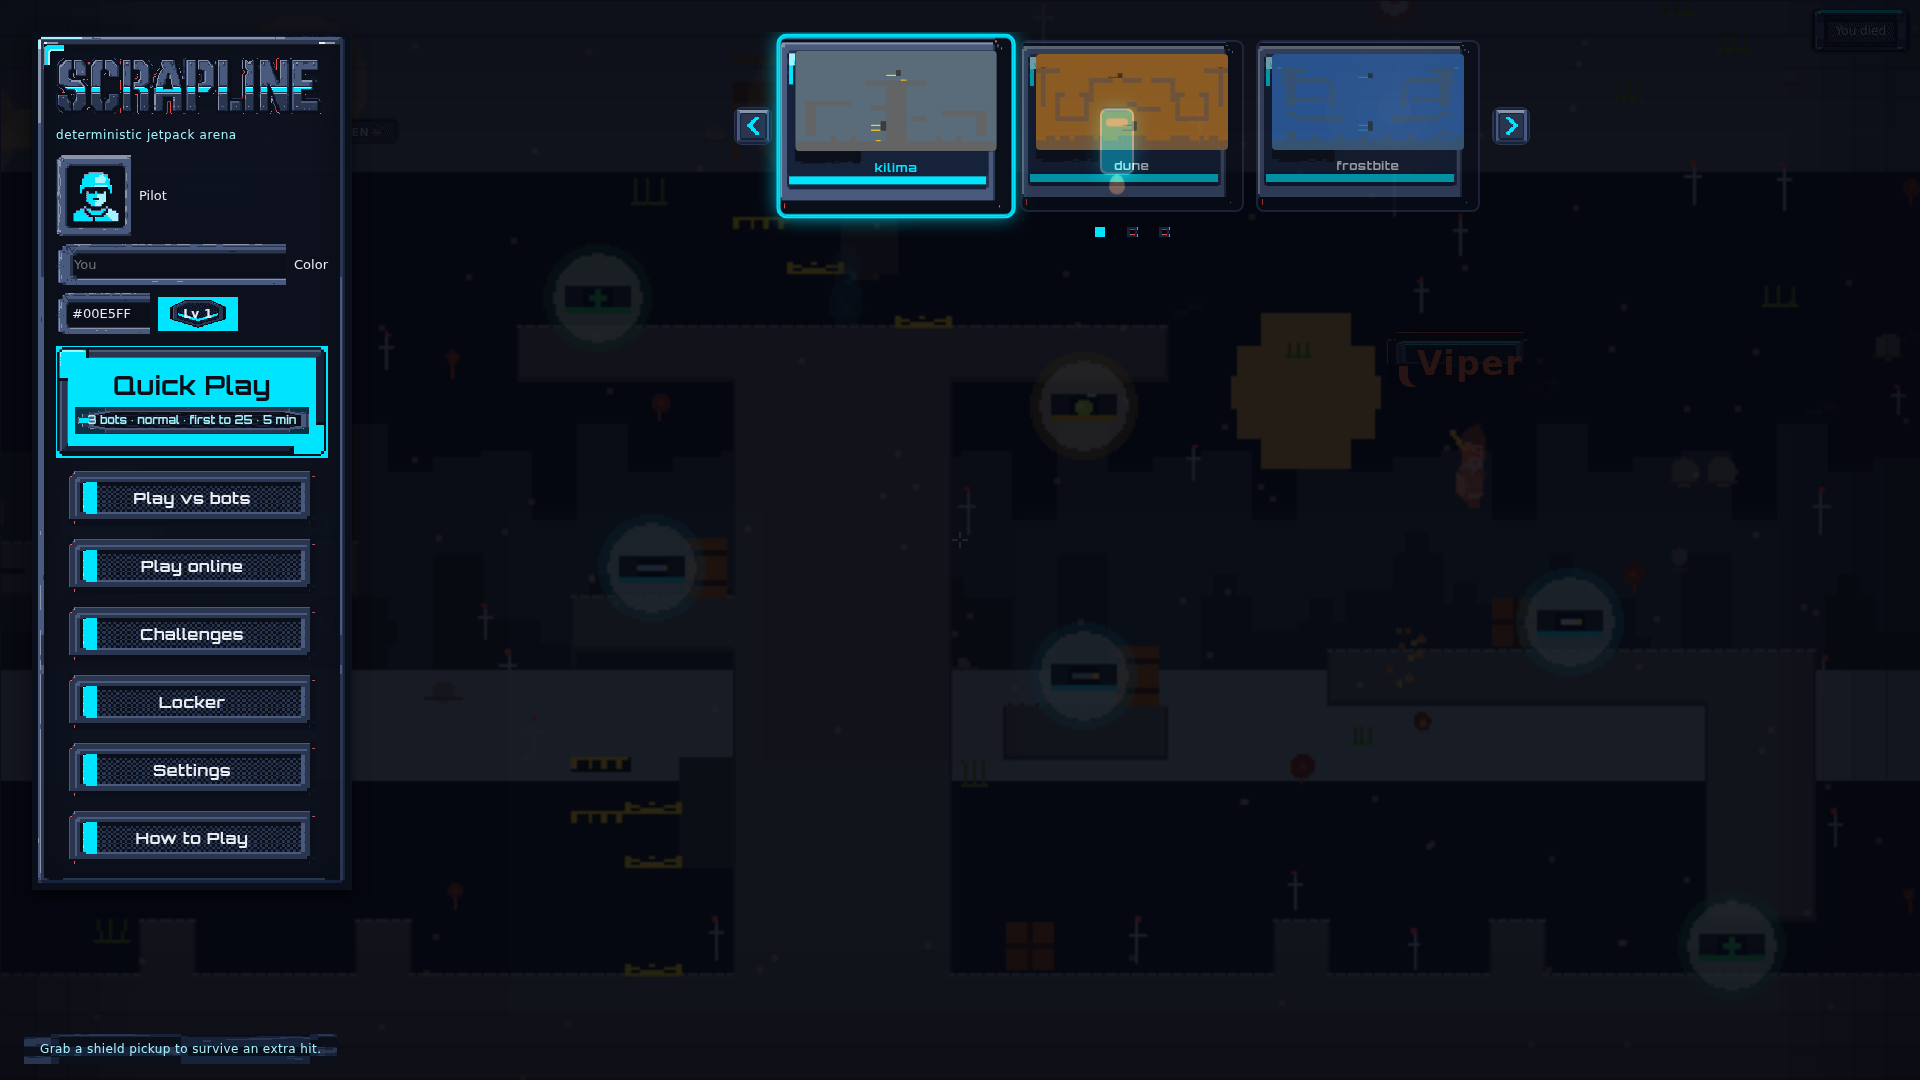 SCRAPLINE
deterministic jetpack arena
Pilot
You
Color
#00E5FF
Lv 1
Quick Play
3 bots · normal · first to 25 · 5 min
Play vs bots
Play online
Challenges
Locker
Settings
How to Play
Grab a shield pickup to survive an extra hit.
kilima
dune
frostbite
You died
Viper